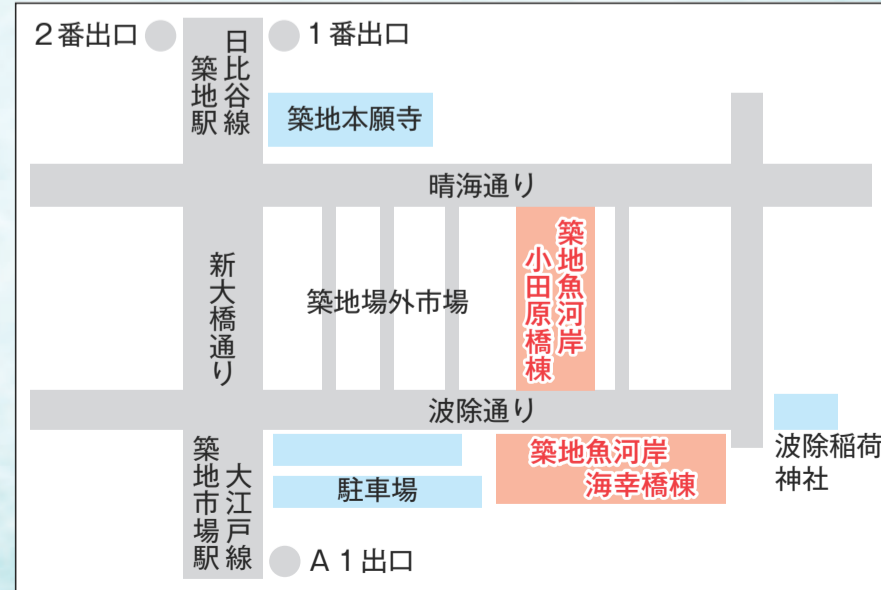 2番出口
1番出口
日比谷線
築地駅
築地本願寺
晴海通り
新大橋通り
築地場外市場
築地魚河岸
小田原橋棟
波除通り
築地魚河岸
海幸橋棟
波除稲荷
神社
駐車場
大江戸線
築地市場駅
A1出口